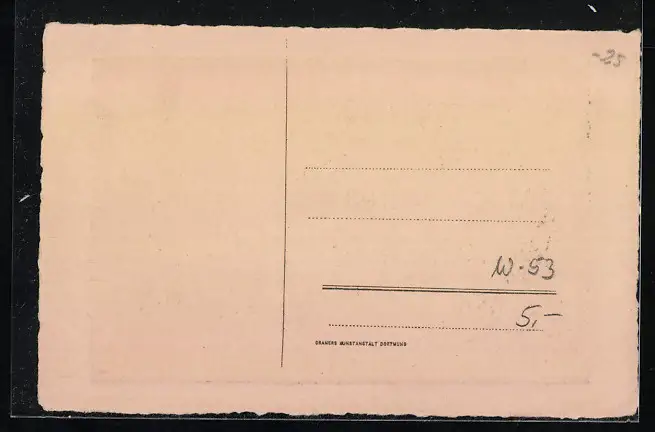 -25
W-53
5,-
CRAMERS KUNSTANSTALT DORTMUND